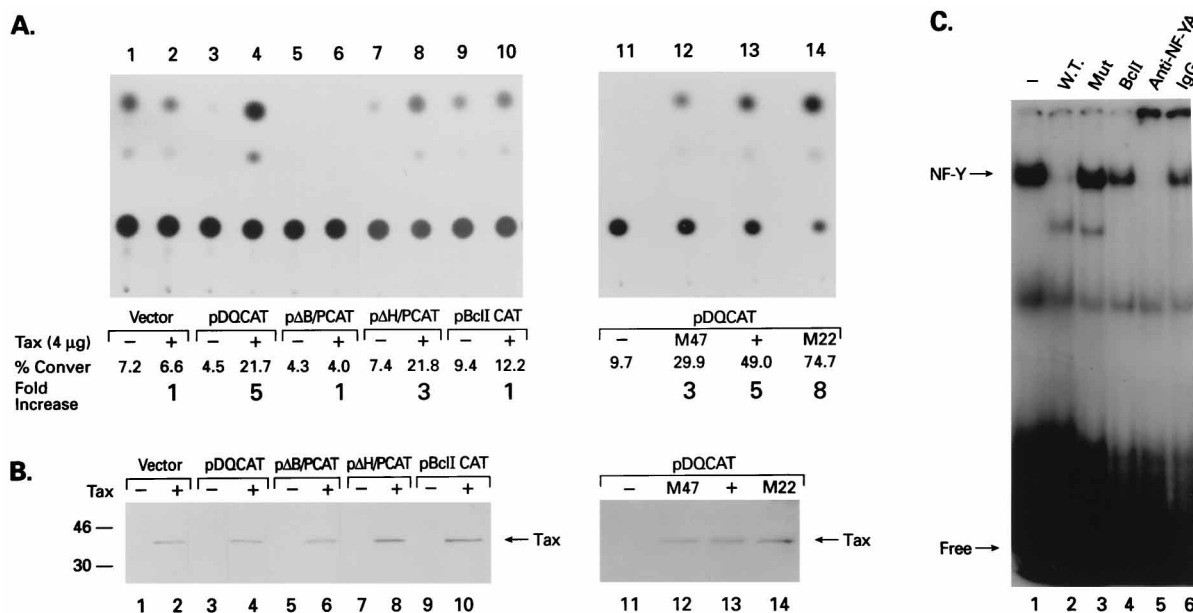 A.
1 2 3 4 5 6 7 8 9 10
11 12 13 14
Vector pDQCAT pΔB/PCAT pΔH/PCAT pBclI CAT
pDQCAT
Tax (4 µg) – + – + – + – + – +
– M47 + M22
% Conver 7.2 6.6 4.5 21.7 4.3 4.0 7.4 21.8 9.4 12.2
9.7 29.9 49.0 74.7
Fold
Increase 1 5 1 3 1
3 5 8
B.
Vector pDQCAT pΔB/PCAT pΔH/PCAT pBclI CAT
pDQCAT
Tax – + – + – + – + – +
– M47 + M22
46 —
30 —
← Tax
← Tax
1 2 3 4 5 6 7 8 9 10
11 12 13 14
C.
– W.T. Mut BclI Anti-NF-YA IgG
NF-Y →
Free →
1 2 3 4 5 6